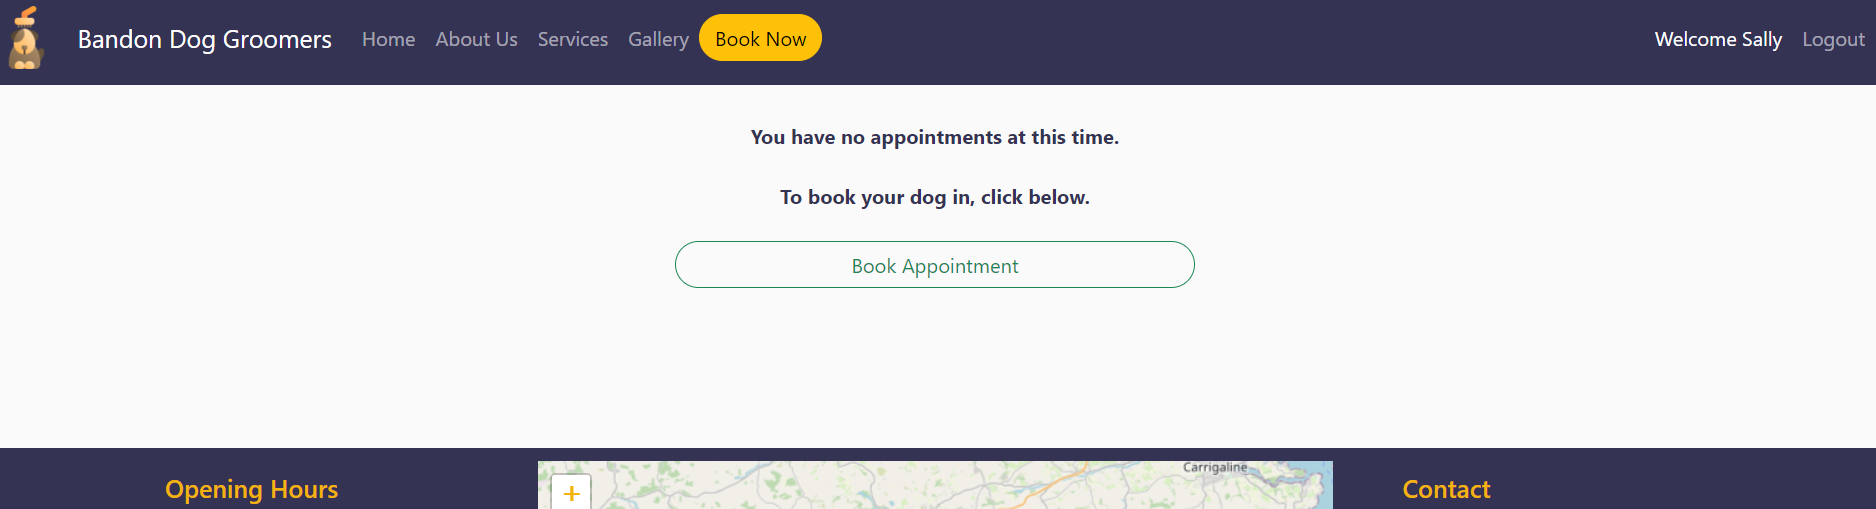 Bandon Dog Groomers Home About Us Services Gallery Book Now Welcome Sally Logout
You have no appointments at this time.
To book your dog in, click below.
Book Appointment
Carrigaline
Opening Hours
+
Contact